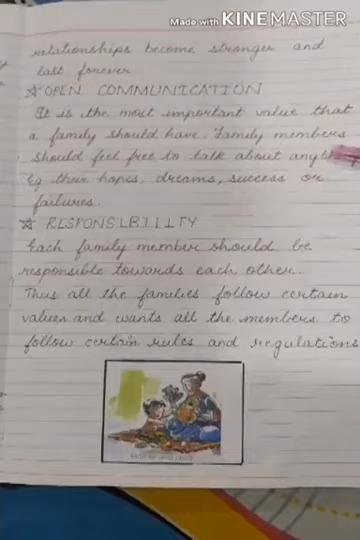 Made with KINEMASTER
relationships become stronger and
last forever
☆ OPEN COMMUNICATION
It is the most important value that
a family should have. Family members
should feel free to talk about anyth
Eg their hopes, dreams, success or
failures.
☆ RESPONSIBILITY
Each family member should be
responsible towards each other.
Thus all the families follow certain
values and wants all the members to
follow certain rules and regulations